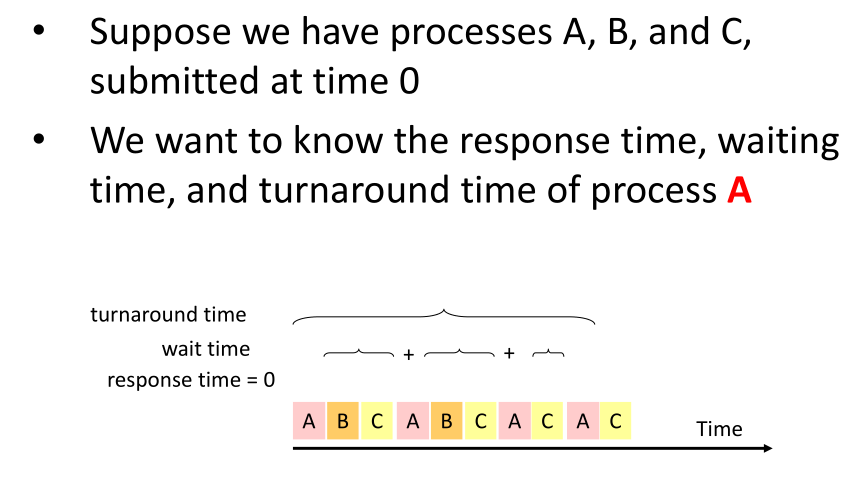 • Suppose we have processes A, B, and C,
submitted at time 0
• We want to know the response time, waiting
time, and turnaround time of process A
turnaround time
wait time + +
response time = 0
A B C A B C A C A C
Time